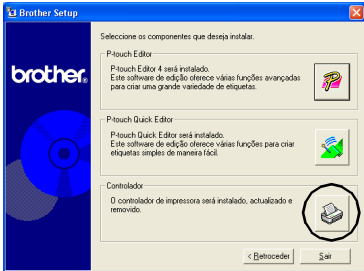 Brother Setup
Seleccione os componentes que deseja instalar.
brother.
P-touch Editor
P-touch Editor 4 será instalado.
Este software de edição oferece várias funções avançadas
para criar uma grande variedade de etiquetas.
P-touch Quick Editor
P-touch Quick Editor será instalado.
Este software de edição oferece várias funções para criar
etiquetas simples de maneira fácil.
Controlador
O controlador de impressora será instalado, actualizado e
removido.
< Retroceder
Sair